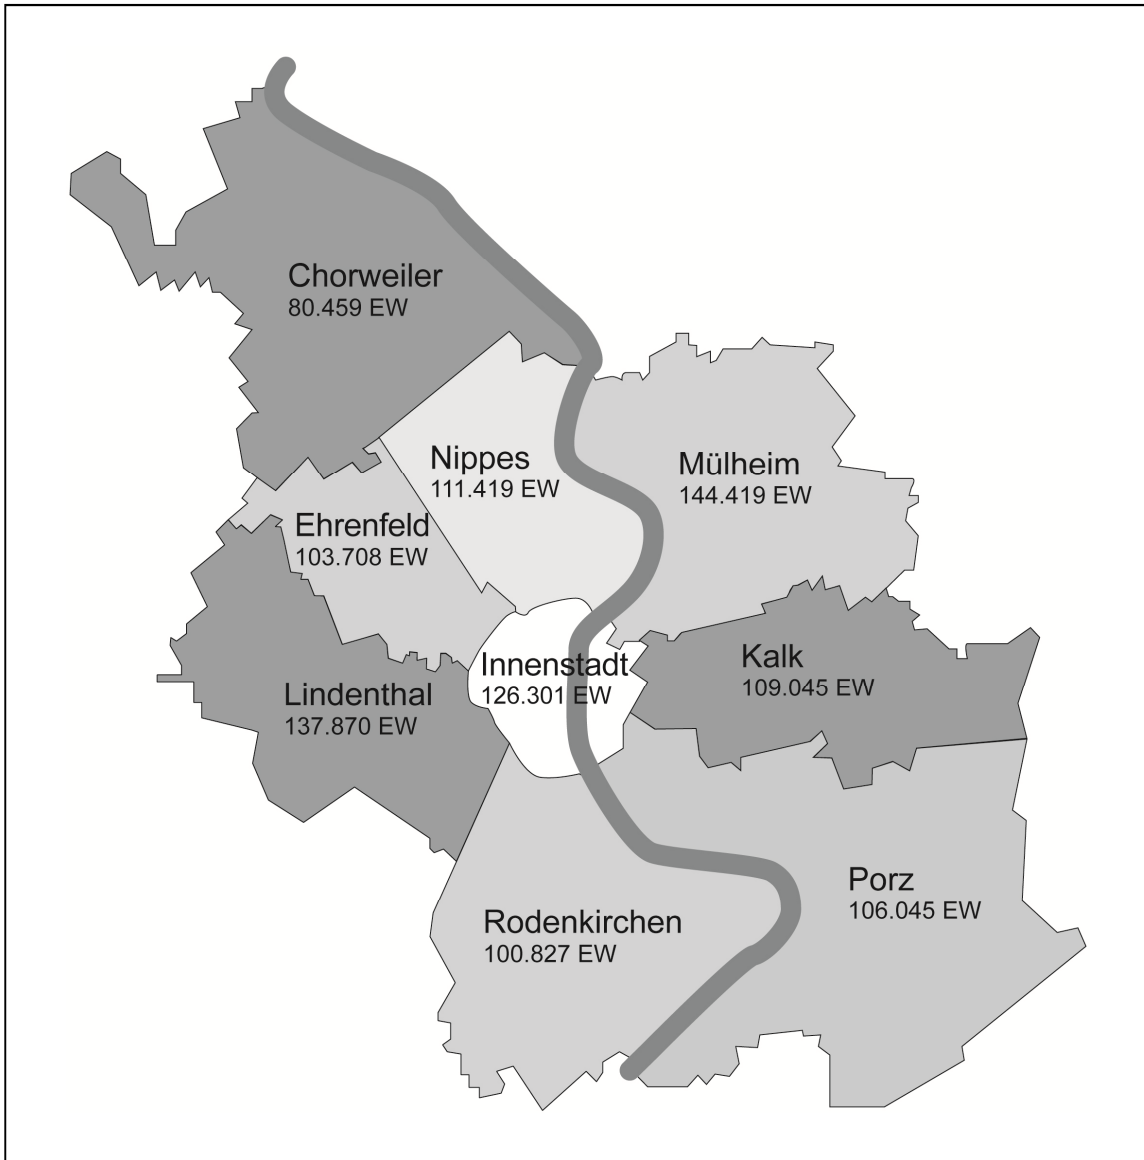 Chorweiler
80.459 EW
Nippes
111.419 EW
Mülheim
144.419 EW
Ehrenfeld
103.708 EW
Innenstadt
126.301 EW
Kalk
109.045 EW
Lindenthal
137.870 EW
Porz
106.045 EW
Rodenkirchen
100.827 EW